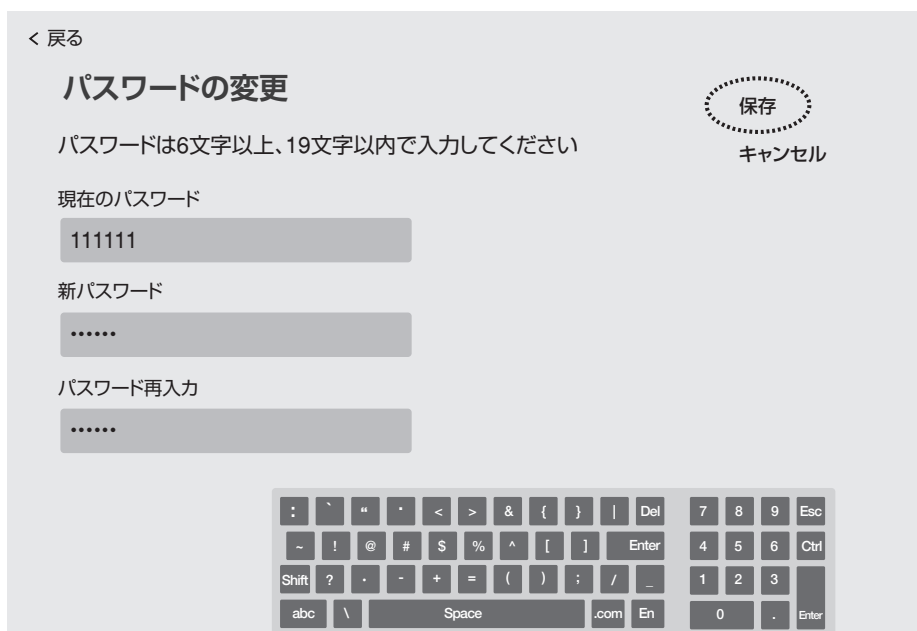 < 戻る
パスワードの変更
保存
パスワードは6文字以上、19文字以内で入力してください
キャンセル
現在のパスワード
111111
新パスワード
••••••
パスワード再入力
••••••
: ` “ · < > & { } | Del 7 8 9 Esc
~ ! @ # $ % ^ [ ] Enter 4 5 6 Ctrl
Shift ? · - + = ( ) ; / _ 1 2 3
abc \ Space .com En 0 . Enter